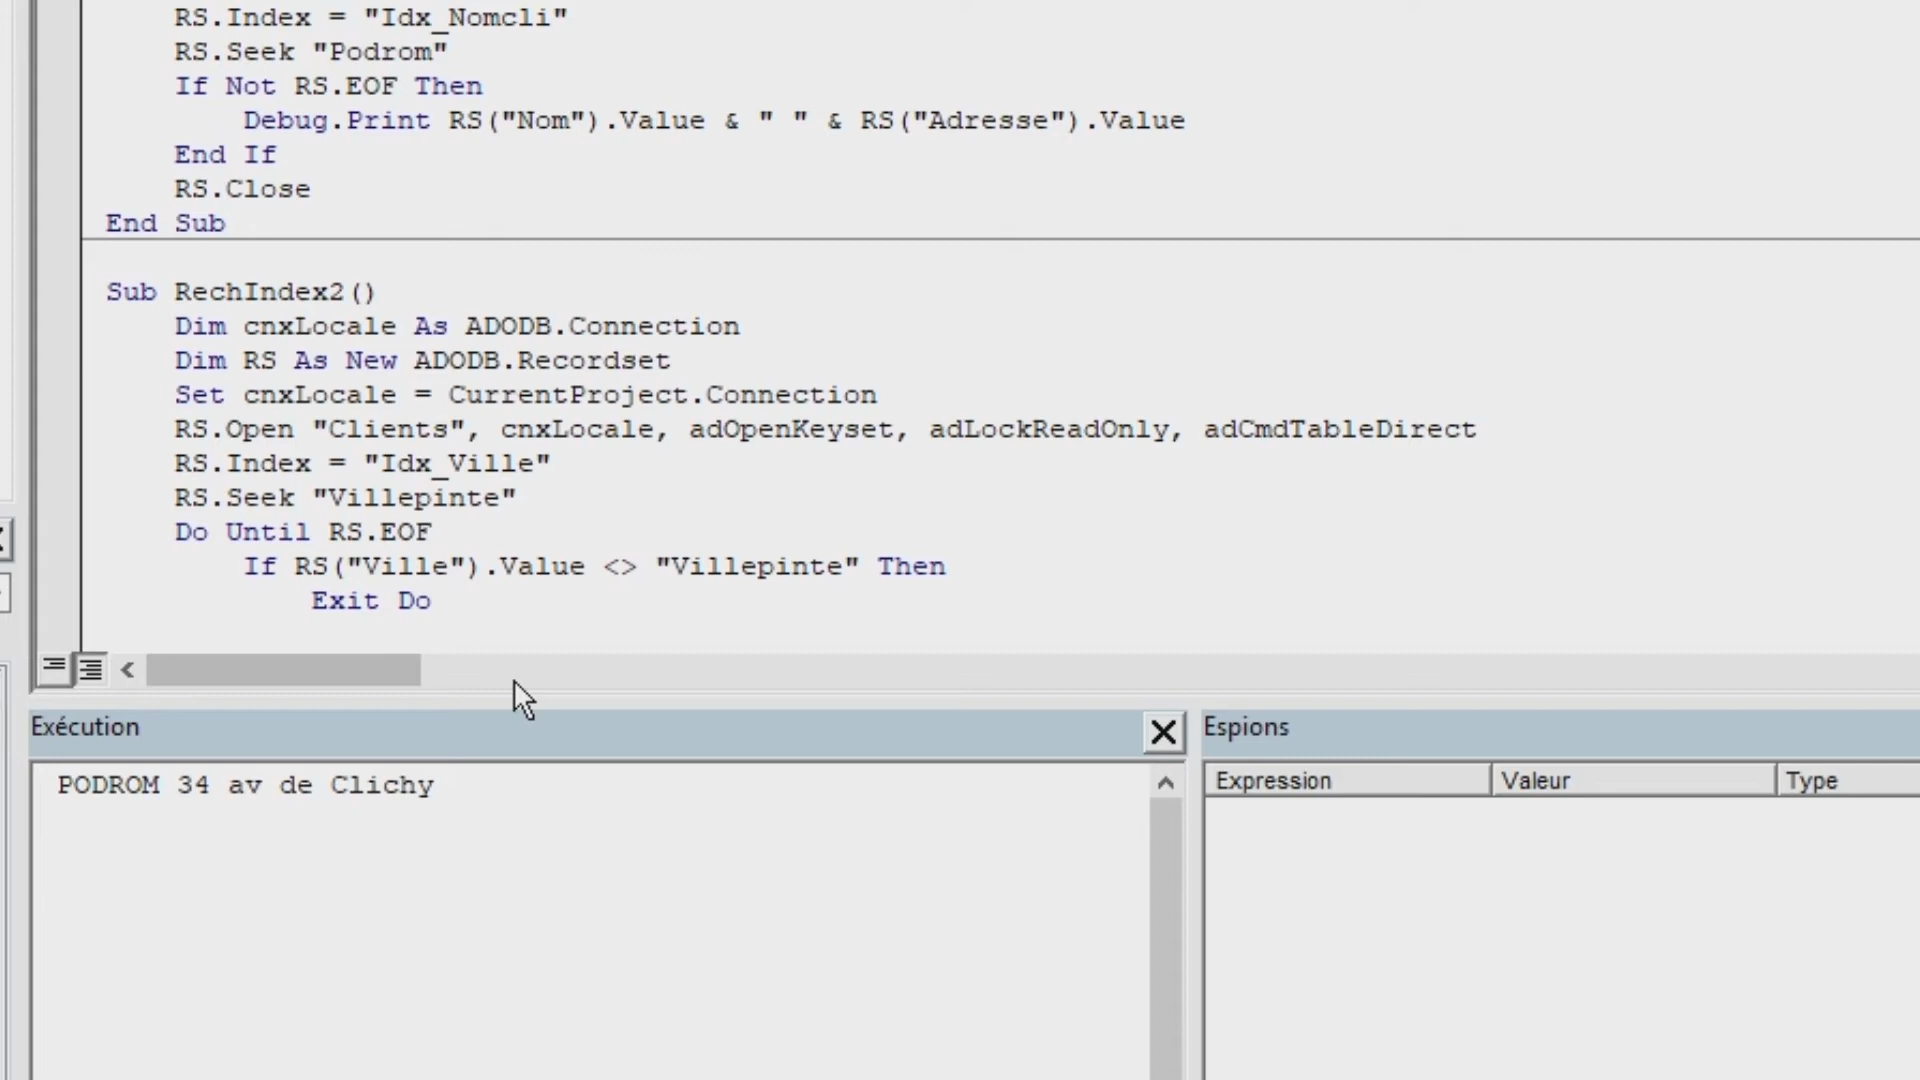 RS.Index = "Idx_Nomcli"
RS.Seek "Podrom"
If Not RS.EOF Then
Debug.Print RS("Nom").Value & " " & RS("Adresse").Value
End If
RS.Close
End Sub
Sub RechIndex2()
Dim cnxLocale As ADODB.Connection
Dim RS As New ADODB.Recordset
Set cnxLocale = CurrentProject.Connection
RS.Open "Clients", cnxLocale, adOpenKeyset, adLockReadOnly, adCmdTableDirect
RS.Index = "Idx_Ville"
RS.Seek "Villepinte"
Do Until RS.EOF
If RS("Ville").Value <> "Villepinte" Then
Exit Do
Exécution
PODROM 34 av de Clichy
Espions
Expression Valeur Type